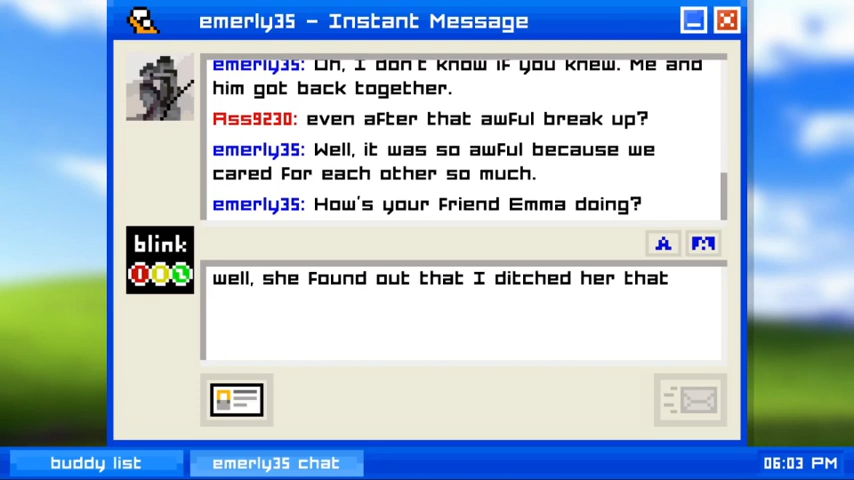 emerly35 - Instant Message
emerly35: Oh, I don't know if you knew. Me and
him got back together.
Ass9230: even after that awful break up?
emerly35: Well, it was so awful because we
cared for each other so much.
emerly35: How's your friend Emma doing?
blink
182
A A
well, she found out that I ditched her that
buddy list
emerly35 chat
06:03 PM